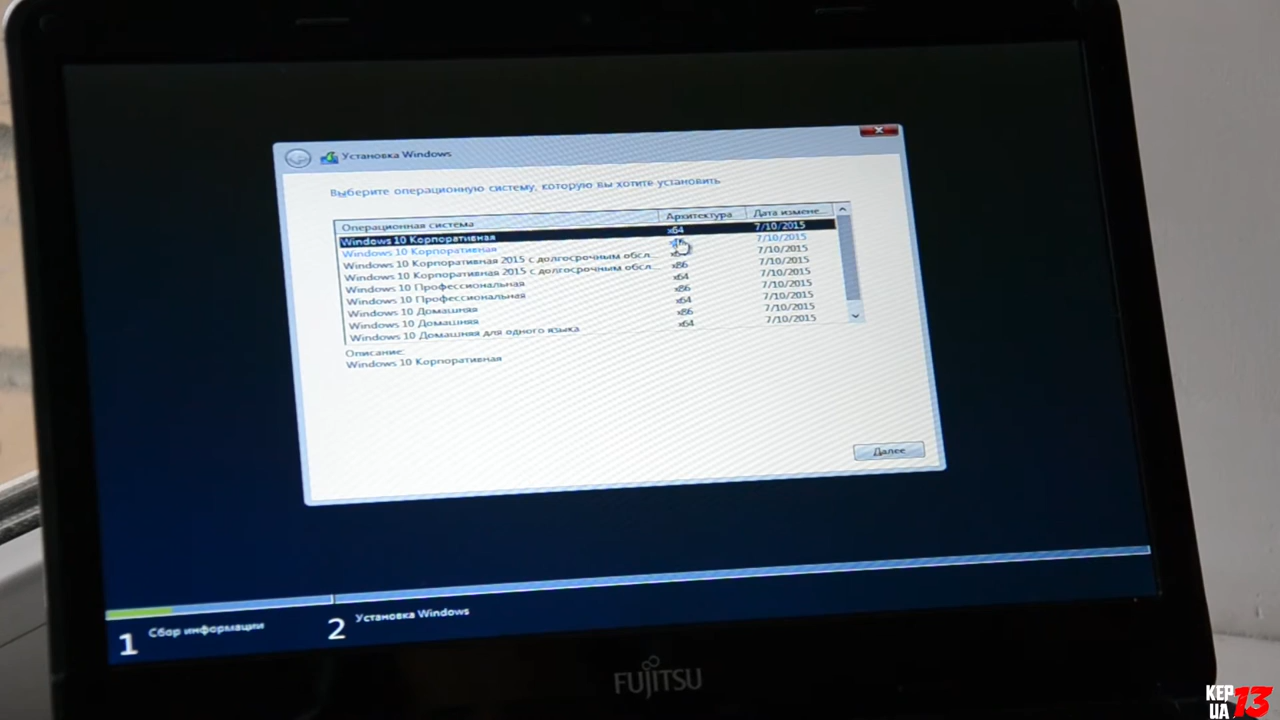 Установка Windows
Выберите операционную систему, которую вы хотите установить
Операционная система Архитектура Дата измене...
Windows 10 Корпоративная x64 7/10/2015
Windows 10 Корпоративная 7/10/2015
Windows 10 Корпоративная 2015 с долгосрочным обсл... 7/10/2015
Windows 10 Корпоративная 2015 с долгосрочным обсл... x86 7/10/2015
Windows 10 Профессиональная x64 7/10/2015
Windows 10 Профессиональная x86 7/10/2015
Windows 10 Домашняя x64 7/10/2015
Windows 10 Домашняя x86 7/10/2015
Windows 10 Домашняя для одного языка x64 7/10/2015
Описание:
Windows 10 Корпоративная
Далее
1 Сбор информации
2 Установка Windows
FUJITSU
КЕР
UA 13